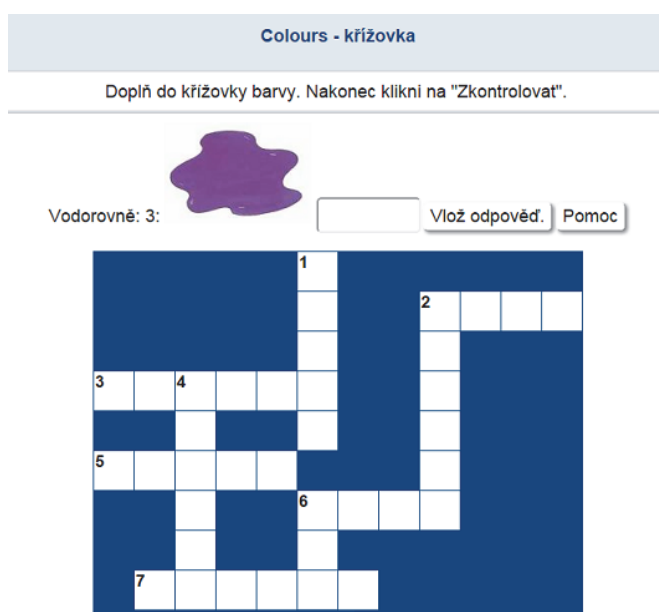 Colours - křížovka
Doplň do křížovky barvy. Nakonec klikni na "Zkontrolovat".
Vodorovně: 3: Vlož odpověď. Pomoc
1
2
3 4
5
6
7